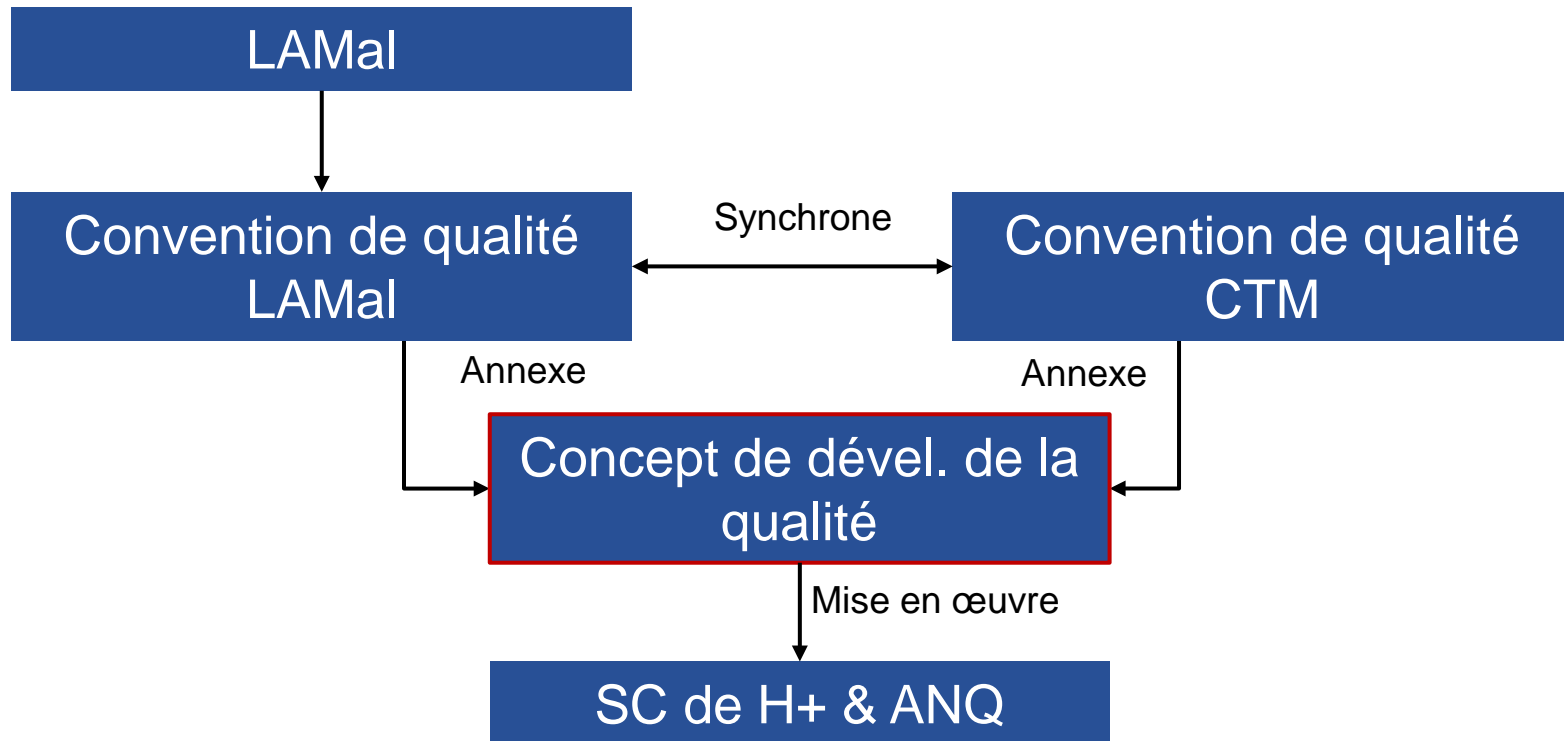 LAMal
Convention de qualité
LAMal
Synchrone
Convention de qualité
CTM
Annexe
Annexe
Concept de dével. de la
qualité
Mise en œuvre
SC de H+ & ANQ